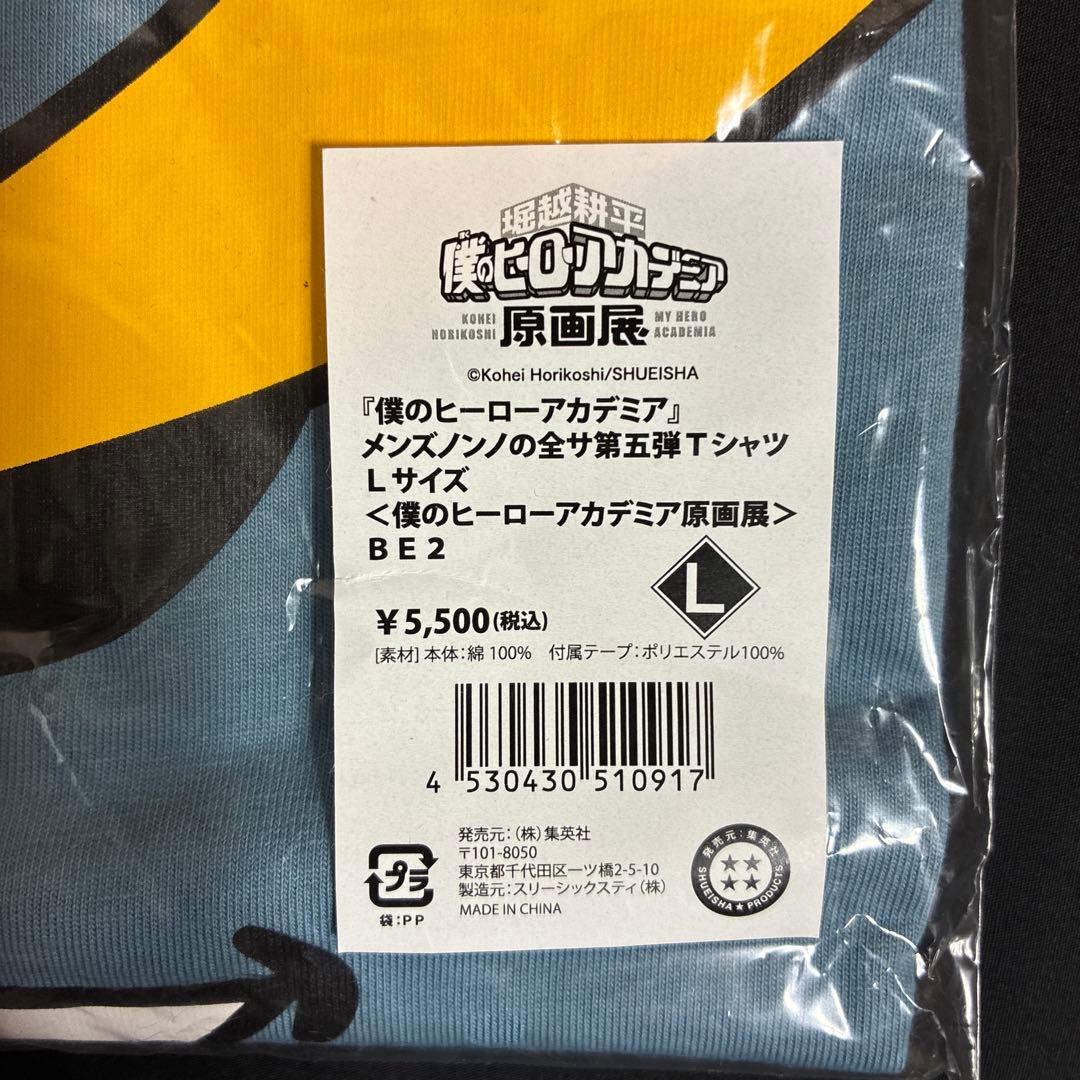 堀越耕平
僕のヒーローアカデミア
KOHEI HORIKOSHI 原画展 MY HERO ACADEMIA
©Kohei Horikoshi/SHUEISHA
『僕のヒーローアカデミア』
メンズノンノの全サ第五弾Tシャツ
Lサイズ
<僕のヒーローアカデミア原画展>
BE2
L
￥5,500(税込)
[素材] 本体:綿 100%　付属テープ:ポリエステル100%
4 530430 510917
発売元:(株)集英社
〒101-8050
東京都千代田区一ツ橋2-5-10
製造元:スリーシックスティ(株)
MADE IN CHINA
プラ
袋:PP
発売元:集英社
SHUEISHA★PRODUCTS